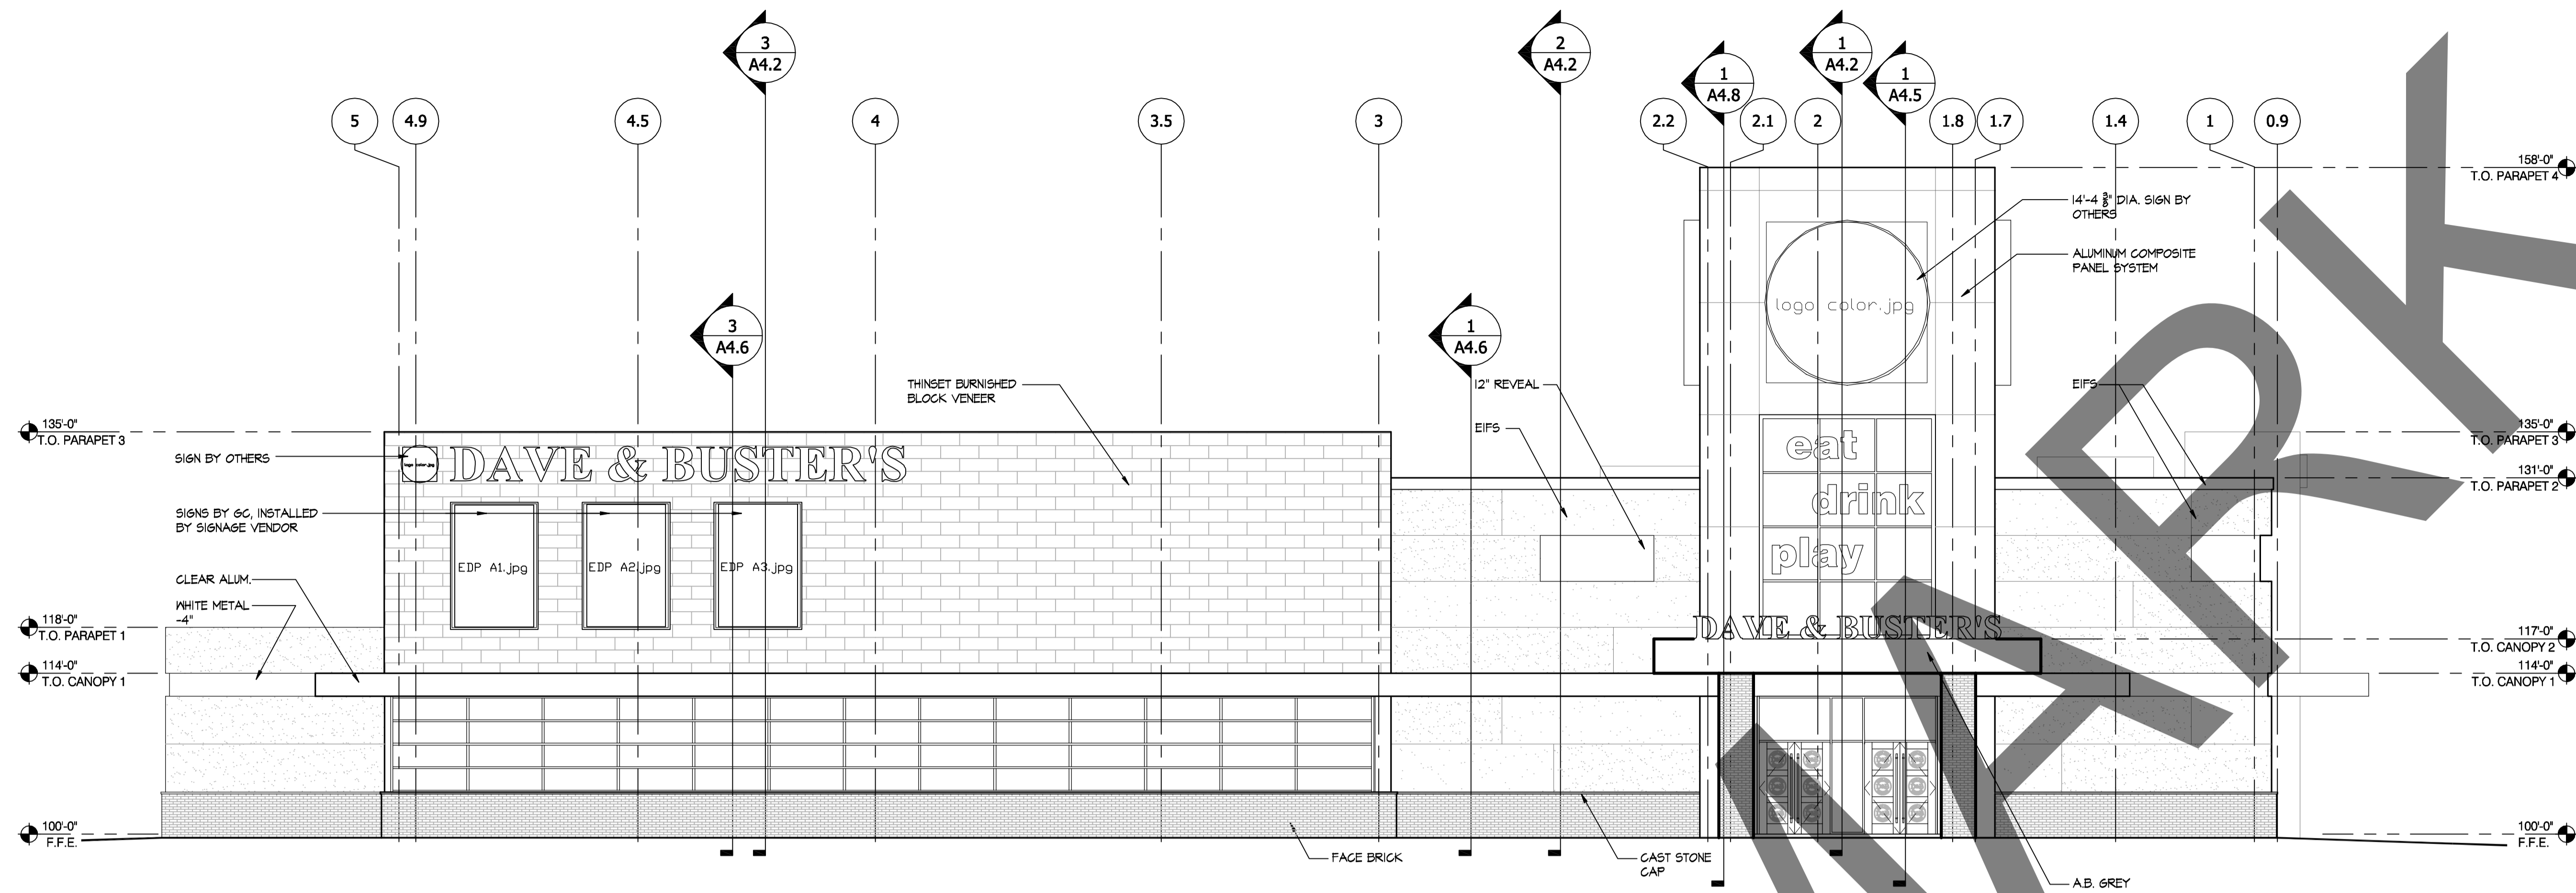 3
A4.2
2
A4.2
1
A4.2
1
A4.8
1
A4.5
5
4.9
4.5
4
3.5
3
2.2
2.1
2
1.8
1.7
1.4
1
0.9
158'-0"
T.O. PARAPET 4
14'-4 3/8" DIA. SIGN BY
OTHERS
ALUMINUM COMPOSITE
PANEL SYSTEM
logo color.jpg
3
A4.6
1
A4.6
THINSET BURNISHED
BLOCK VENEER
12" REVEAL
EIFS
EIFS
135'-0"
T.O. PARAPET 3
135'-0"
T.O. PARAPET 3
SIGN BY OTHERS
logo color.jpg
DAVE & BUSTER'S
eat
drink
play
131'-0"
T.O. PARAPET 2
SIGNS BY GC, INSTALLED
BY SIGNAGE VENDOR
EDP A1.jpg
EDP A2.jpg
EDP A3.jpg
CLEAR ALUM.
WHITE METAL
-4"
118'-0"
T.O. PARAPET 1
DAVE & BUSTER'S
117'-0"
T.O. CANOPY 2
114'-0"
T.O. CANOPY 1
114'-0"
T.O. CANOPY 1
100'-0"
F.F.E.
100'-0"
F.F.E.
FACE BRICK
CAST STONE
CAP
A.B. GREY
MARK